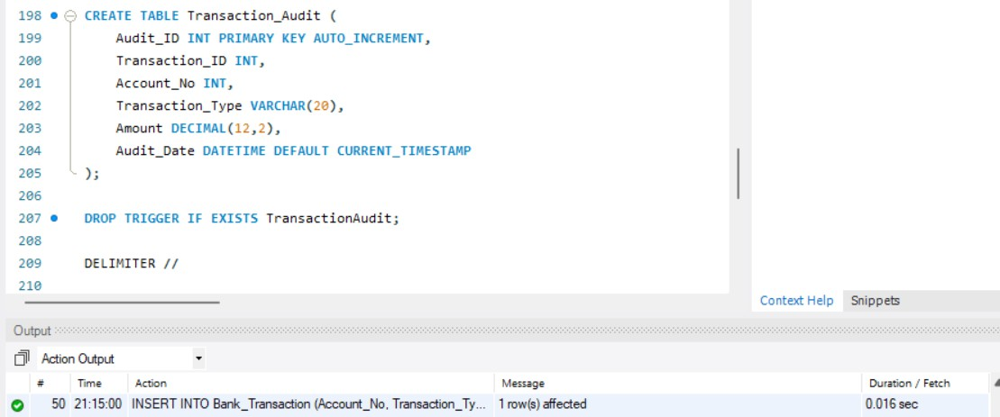 198 CREATE TABLE Transaction_Audit (
199 Audit_ID INT PRIMARY KEY AUTO_INCREMENT,
200 Transaction_ID INT,
201 Account_No INT,
202 Transaction_Type VARCHAR(20),
203 Amount DECIMAL(12,2),
204 Audit_Date DATETIME DEFAULT CURRENT_TIMESTAMP
205 );
206
207 DROP TRIGGER IF EXISTS TransactionAudit;
208
209 DELIMITER //
210
Context Help Snippets
Output
Action Output
# Time Action Message Duration / Fetch
50 21:15:00 INSERT INTO Bank_Transaction (Account_No, Transaction_Ty... 1 row(s) affected 0.016 sec